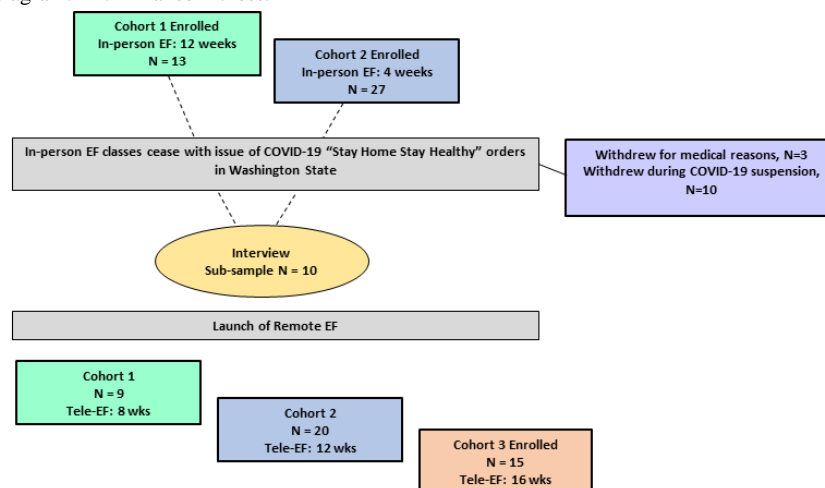 Cohort 1 Enrolled
In-person EF: 12 weeks
N = 13
Cohort 2 Enrolled
In-person EF: 4 weeks
N = 27
In-person EF classes cease with issue of COVID-19 “Stay Home Stay Healthy” orders
in Washington State
Withdrew for medical reasons, N=3
Withdrew during COVID-19 suspension,
N=10
Interview
Sub-sample N = 10
Launch of Remote EF
Cohort 1
N = 9
Tele-EF: 8 wks
Cohort 2
N = 20
Tele-EF: 12 wks
Cohort 3 Enrolled
N = 15
Tele-EF: 16 wks